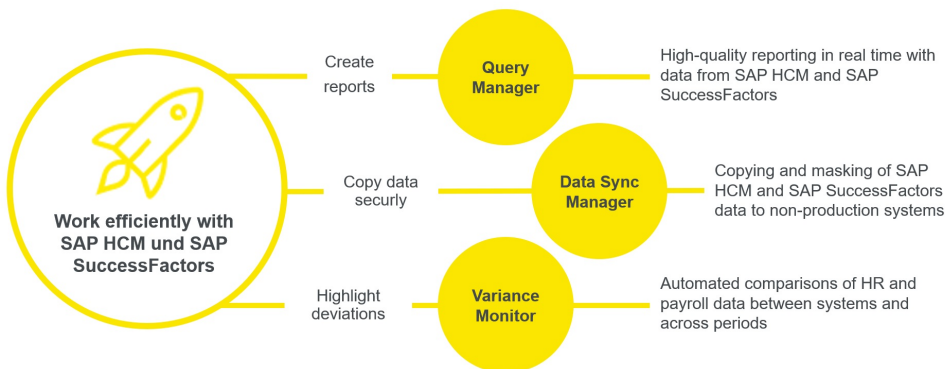 Work efficiently with
SAP HCM und SAP
SuccessFactors
Create
reports
Query
Manager
High-quality reporting in real time with
data from SAP HCM and SAP
SuccessFactors
Copy data
securly
Data Sync
Manager
Copying and masking of SAP
HCM and SAP SuccessFactors
data to non-production systems
Highlight
deviations
Variance
Monitor
Automated comparisons of HR and
payroll data between systems and
across periods